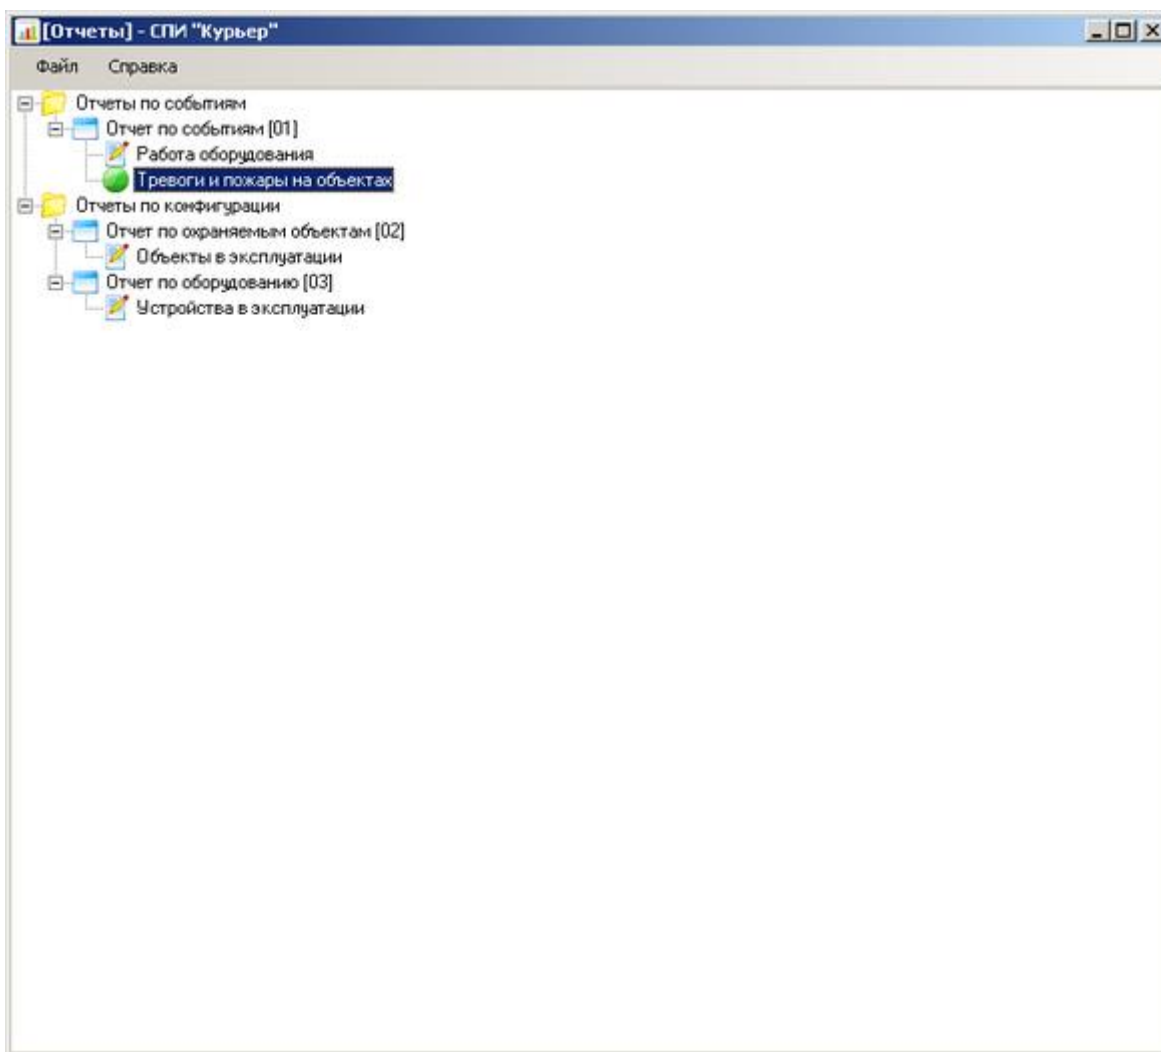 [Отчеты] - СПИ "Курьер"
Файл Справка
Отчеты по событиям
Отчет по событиям [01]
Работа оборудования
Тревоги и пожары на объектах
Отчеты по конфигурации
Отчет по охраняемым объектам [02]
Объекты в эксплуатации
Отчет по оборудованию [03]
Устройства в эксплуатации